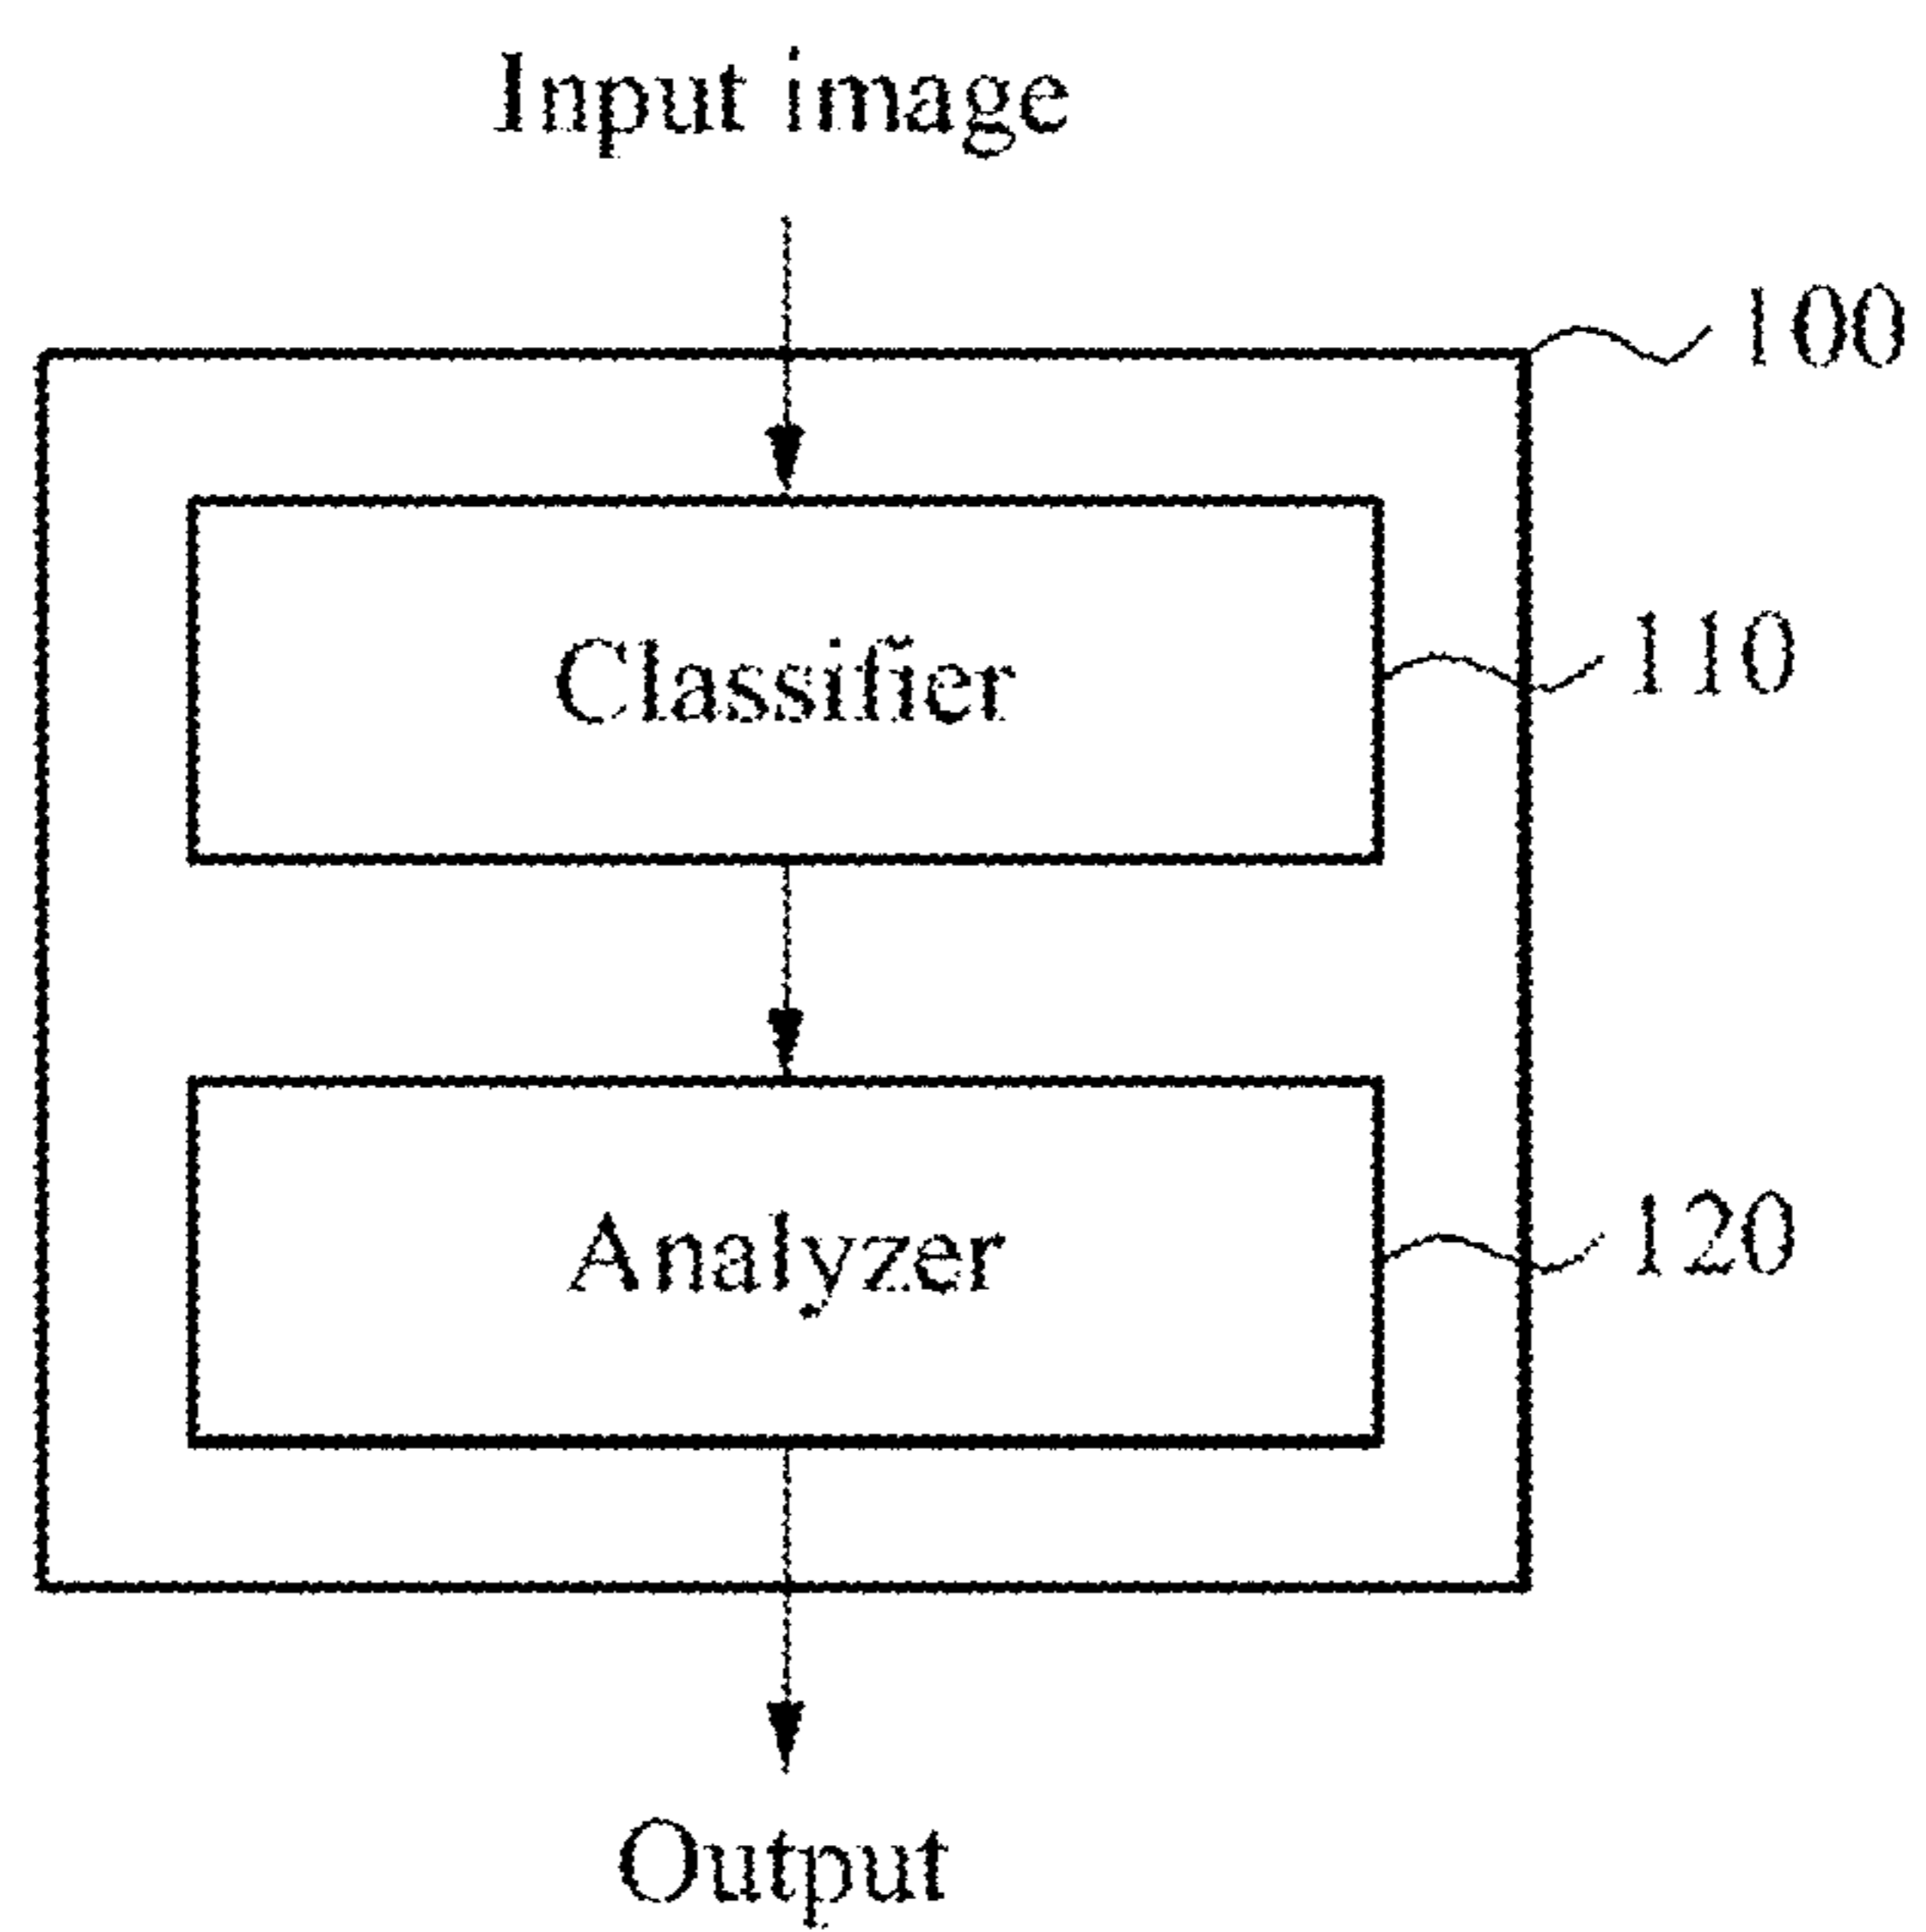 Input image
100
Classifier
110
Analyzer
120
Output